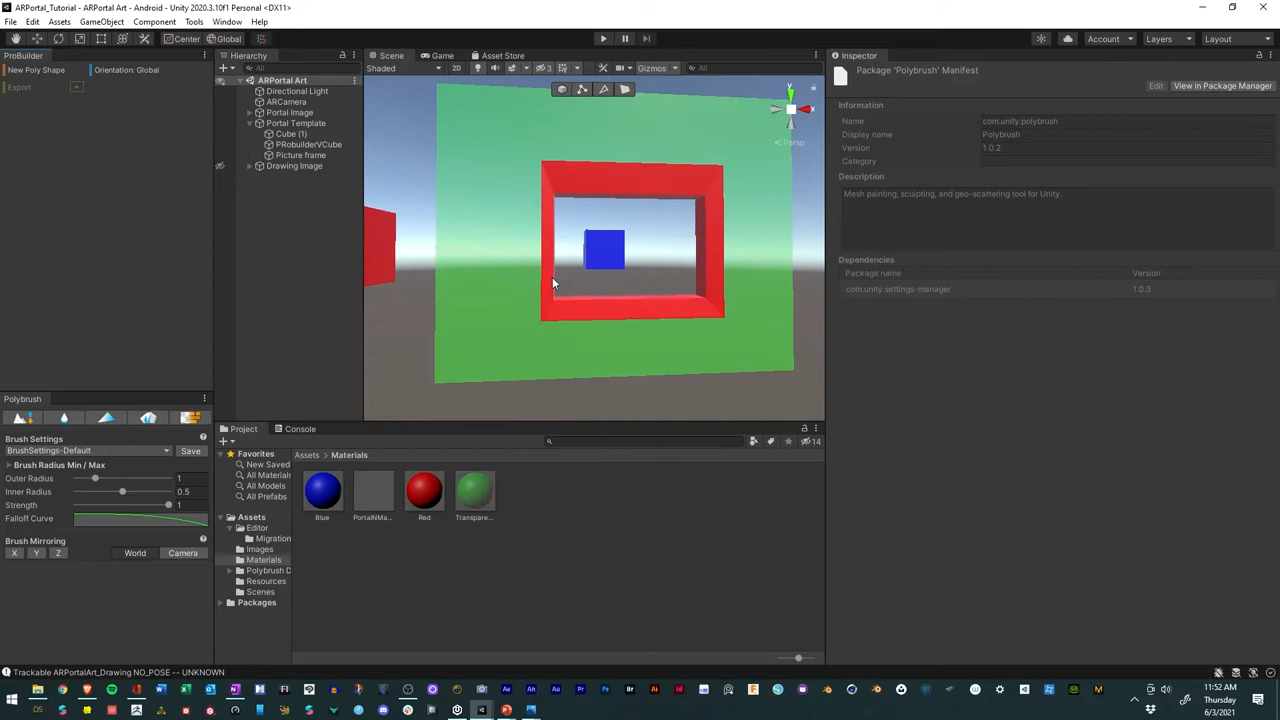 ARPortal_Tutorial - ARPortal Art - Android - Unity 2020.3.10f1 Personal <DX11>
File Edit Assets GameObject Component Tools Window Help
Center Global Account Layers Layout
ProBuilder
New Poly Shape Orientation: Global
Export +
Hierarchy
All
ARPortal Art
Directional Light
ARCamera
Portal Image
Portal Template
Cube (1)
PRobuilderVCube
Picture frame
Drawing Image
Scene Game Asset Store
Shaded 2D 3 Gizmos All
y
x
Persp
Inspector
Package 'Polybrush' Manifest
Edit View in Package Manager
Information
Name com.unity.polybrush
Display name Polybrush
Version 1.0.2
Category
Description
Mesh painting, sculpting, and geo-scattering tool for Unity.
Dependencies
Package name Version
com.unity.settings-manager 1.0.3
Polybrush
Brush Settings
BrushSettings-Default Save
Brush Radius Min / Max
Outer Radius 1
Inner Radius 0.5
Strength 1
Falloff Curve
Brush Mirroring
X Y Z World Camera
Project Console
14
Favorites
New Saved
All Materials
All Models
All Prefabs
Assets
Editor
Migration
Images
Materials
Polybrush D
Resources
Scenes
Packages
Assets Materials
Blue PortalNMa... Red Transpare...
Trackable ARPortalArt_Drawing NO_POSE -- UNKNOWN
11:52 AM
Thursday
6/3/2021